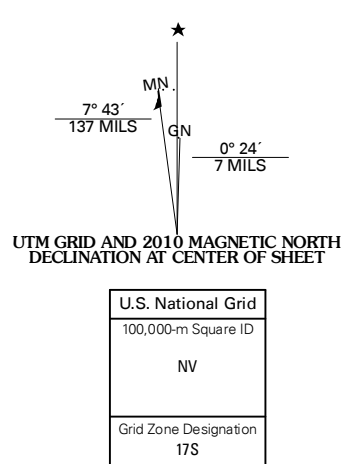 ★
MN
7° 43´
137 MILS
GN
0° 24´
7 MILS
UTM GRID AND 2010 MAGNETIC NORTH
DECLINATION AT CENTER OF SHEET
U.S. National Grid
100,000-m Square ID
NV
Grid Zone Designation
17S